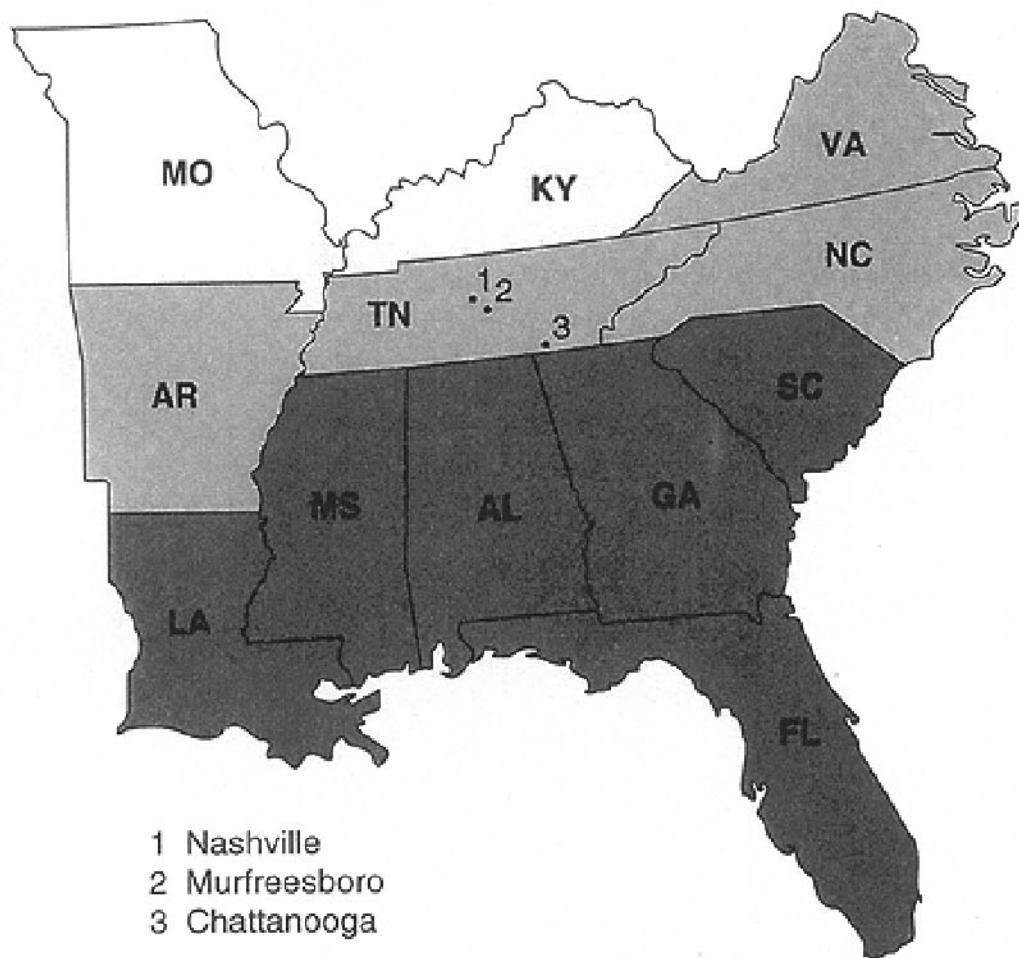 MO
VA
KY
NC
1
2
TN
3
AR
SC
MS
AL
GA
LA
FL
1 Nashville
2 Murfreesboro
3 Chattanooga